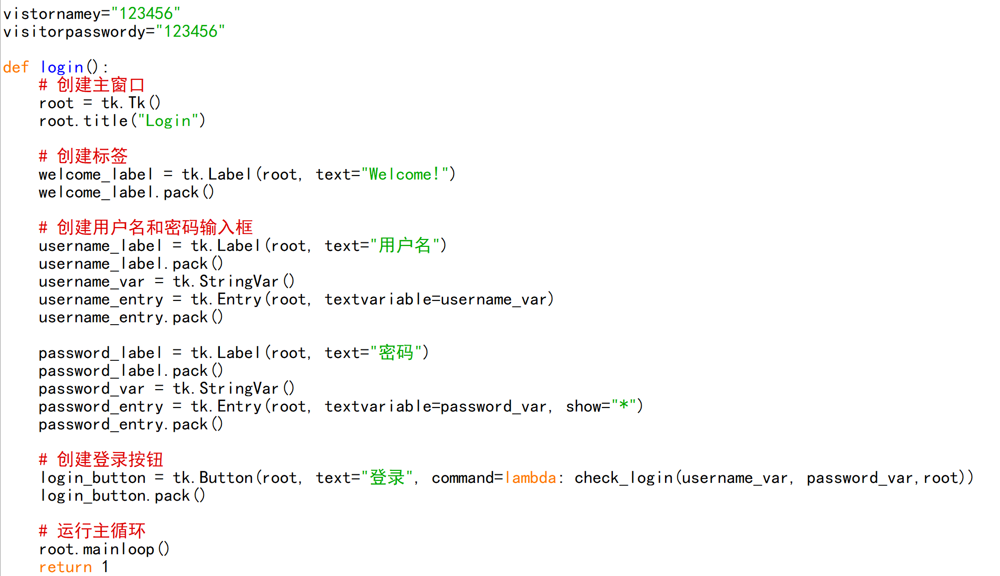 vistornamey="123456"
visitorpasswordy="123456"

def login():
    # 创建主窗口
    root = tk.Tk()
    root.title("Login")

    # 创建标签
    welcome_label = tk.Label(root, text="Welcome!")
    welcome_label.pack()

    # 创建用户名和密码输入框
    username_label = tk.Label(root, text="用户名")
    username_label.pack()
    username_var = tk.StringVar()
    username_entry = tk.Entry(root, textvariable=username_var)
    username_entry.pack()

    password_label = tk.Label(root, text="密码")
    password_label.pack()
    password_var = tk.StringVar()
    password_entry = tk.Entry(root, textvariable=password_var, show="*")
    password_entry.pack()

    # 创建登录按钮
    login_button = tk.Button(root, text="登录", command=lambda: check_login(username_var, password_var,root))
    login_button.pack()

    # 运行主循环
    root.mainloop()
    return 1